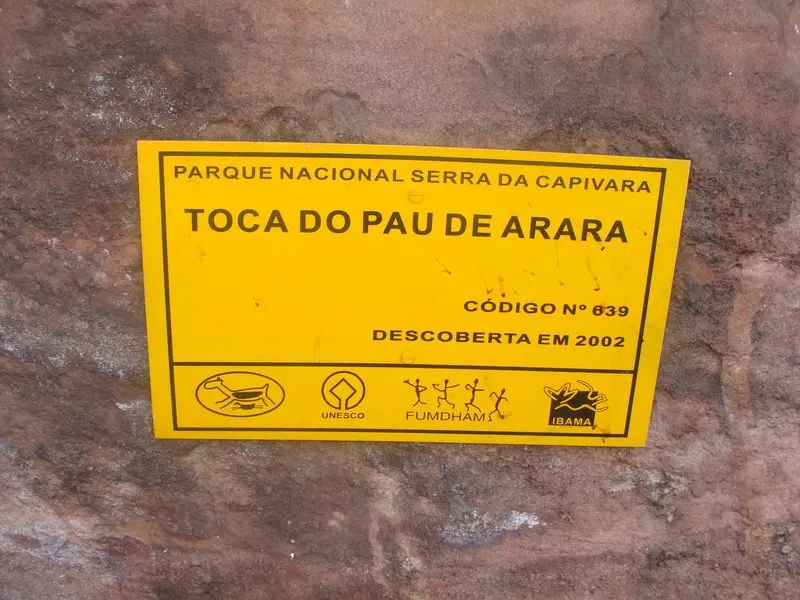 PARQUE NACIONAL SERRA DA CAPIVARA
TOCA DO PAU DE ARARA
CÓDIGO Nº 639
DESCOBERTA EM 2002
UNESCO
FUMDHAM
IBAMA